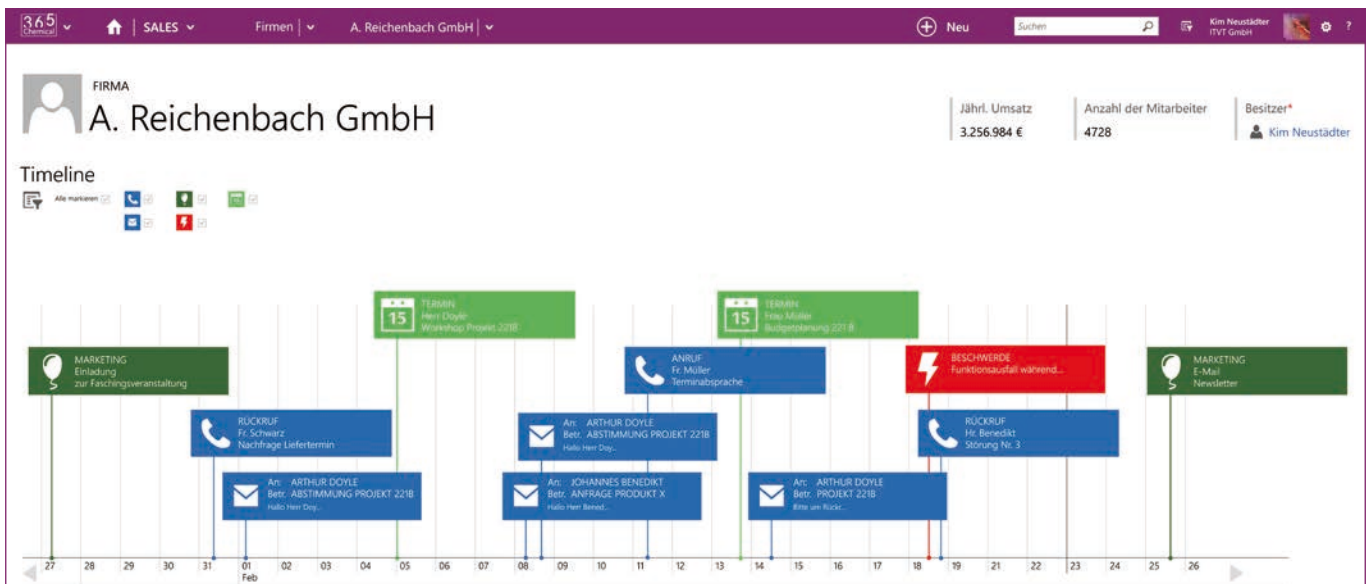 365
Chemical
SALES
Firmen
A. Reichenbach GmbH
Neu
Suchen
Kim Neustädter
ITVT GmbH
?
FIRMA
A. Reichenbach GmbH
Jährl. Umsatz
3.256.984 €
Anzahl der Mitarbeiter
4728
Besitzer*
Kim Neustädter
Timeline
Alle markieren
15
TERMIN
Herr Doyle
Workshop Projekt 221B
15
TERMIN
Frau Müller
Budgetplanung 221 B
MARKETING
Einladung
zur Faschingsveranstaltung
ANRUF
Fr. Müller
Terminabsprache
BESCHWERDE
Funktionsausfall während...
MARKETING
E-Mail
Newsletter
RÜCKRUF
Fr. Schwarz
Nachfrage Liefertermin
An: ARTHUR DOYLE
Betr. ABSTIMMUNG PROJEKT 221B
Hallo Herr Doy...
RÜCKRUF
Hr. Benedikt
Störung Nr. 3
An: ARTHUR DOYLE
Betr. ABSTIMMUNG PROJEKT 221B
Hallo Herr Doy...
An: JOHANNES BENEDIKT
Betr. ANFRAGE PRODUKT X
Hallo Herr Bened...
An: ARTHUR DOYLE
Betr. PROJEKT 221B
Bitte um Rückr...
27 28 29 30 31 01 02 03 04 05 06 07 08 09 10 11 12 13 14 15 16 17 18 19 20 21 22 23 24 25 26
Feb